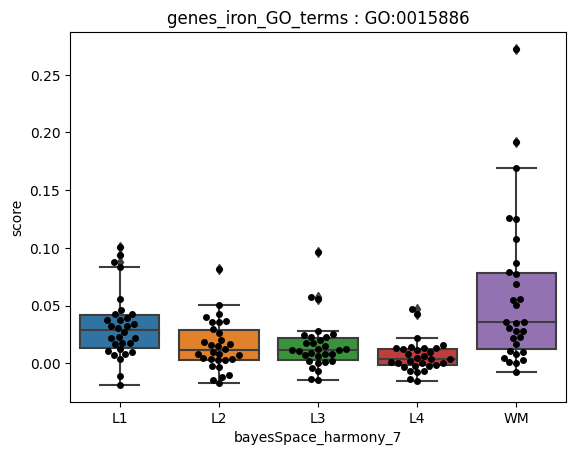 genes_iron_GO_terms : GO:0015886
score
0.25
0.20
0.15
0.10
0.05
0.00
L1 L2 L3 L4 WM
bayesSpace_harmony_7